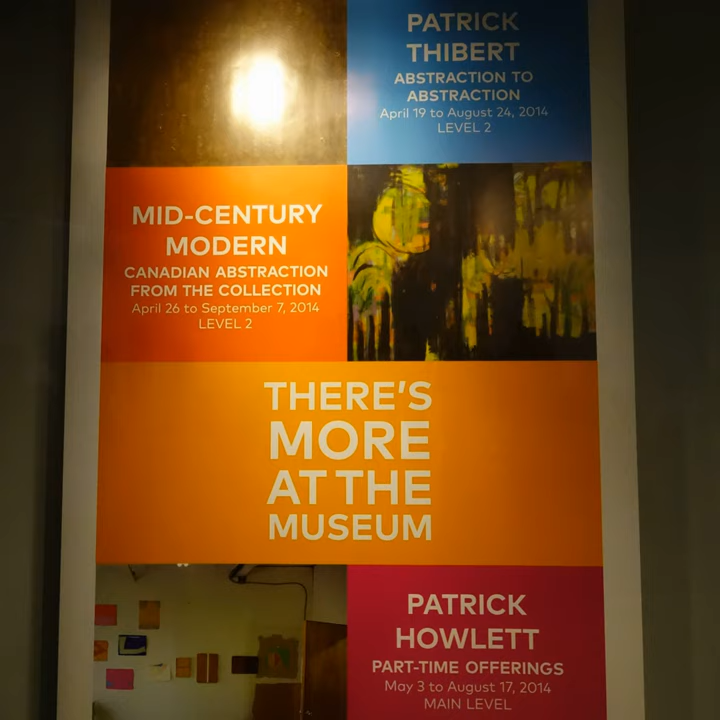 PATRICK
THIBERT
ABSTRACTION TO
ABSTRACTION
April 19 to August 24, 2014
LEVEL 2
MID-CENTURY
MODERN
CANADIAN ABSTRACTION
FROM THE COLLECTION
April 26 to September 7, 2014
LEVEL 2
THERE'S
MORE
AT THE
MUSEUM
PATRICK
HOWLETT
PART-TIME OFFERINGS
May 3 to August 17, 2014
MAIN LEVEL